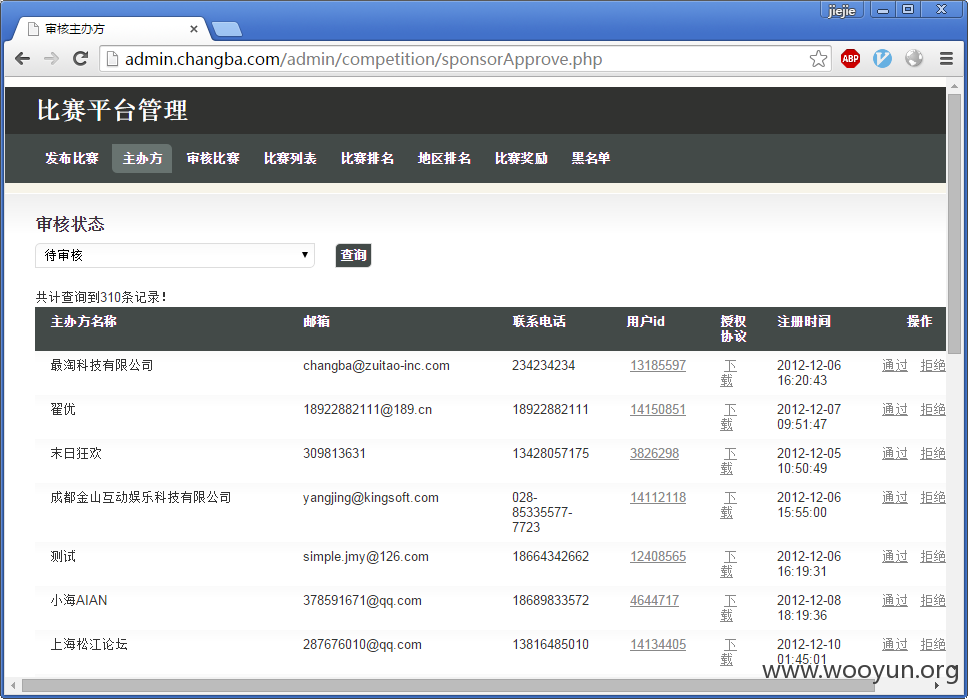 jiejie
审核主办方
admin.changba.com/admin/competition/sponsorApprove.php
ABP
比赛平台管理
发布比赛 主办方 审核比赛 比赛列表 比赛排名 地区排名 比赛奖励 黑名单
审核状态
待审核 查询
共计查询到310条记录！
主办方名称 邮箱 联系电话 用户id 授权 注册时间 操作
协议
最淘科技有限公司 changba@zuitao-inc.com 234234234 13185597 下 2012-12-06 通过 拒绝
载 16:20:43
翟优 18922882111@189.cn 18922882111 14150851 下 2012-12-07 通过 拒绝
载 09:51:47
末日狂欢 309813631 13428057175 3826298 下 2012-12-05 通过 拒绝
载 10:50:49
成都金山互动娱乐科技有限公司 yangjing@kingsoft.com 028- 14112118 下 2012-12-06 通过 拒绝
85335577- 载 15:55:00
7723
测试 simple.jmy@126.com 18664342662 12408565 下 2012-12-06 通过 拒绝
载 16:19:31
小海AIAN 378591671@qq.com 18689833572 4644717 下 2012-12-08 通过 拒绝
载 18:19:36
上海松江论坛 287676010@qq.com 13816485010 14134405 下 2012-12-10 通过 拒绝
载 01:45:01
www.wooyun.org